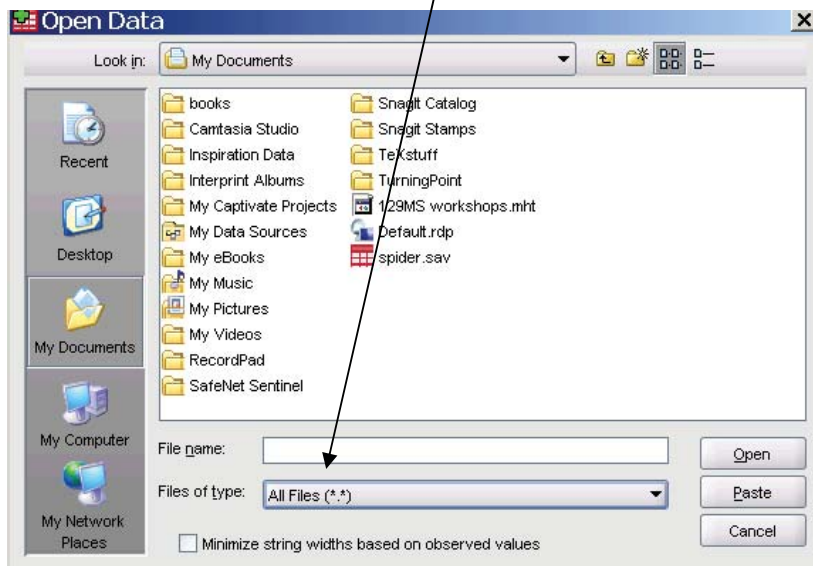 Open Data
Look in: My Documents
Recent
Desktop
My Documents
My Computer
My Network
Places
books
Camtasia Studio
Inspiration Data
Interprint Albums
My Captivate Projects
My Data Sources
My eBooks
My Music
My Pictures
My Videos
RecordPad
SafeNet Sentinel
SnagIt Catalog
Snagit Stamps
TeXstuff
TurningPoint
129MS workshops.mht
Default.rdp
spider.sav
File name:
Open
Files of type: All Files (*.*)
Paste
Minimize string widths based on observed values
Cancel